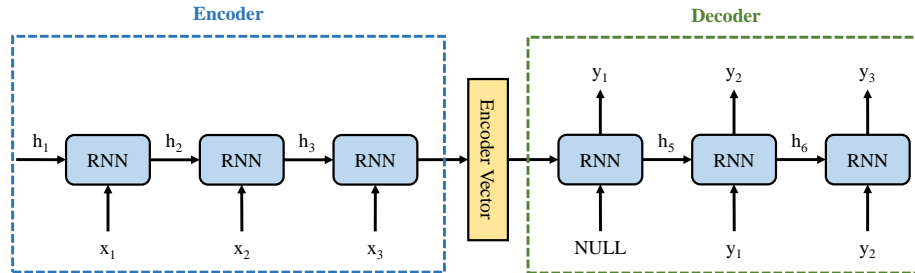 Encoder
Decoder
y₁ y₂ y₃
h₁ RNN h₂ RNN h₃ RNN Encoder Vector RNN h₅ RNN h₆ RNN
x₁ x₂ x₃ NULL y₁ y₂